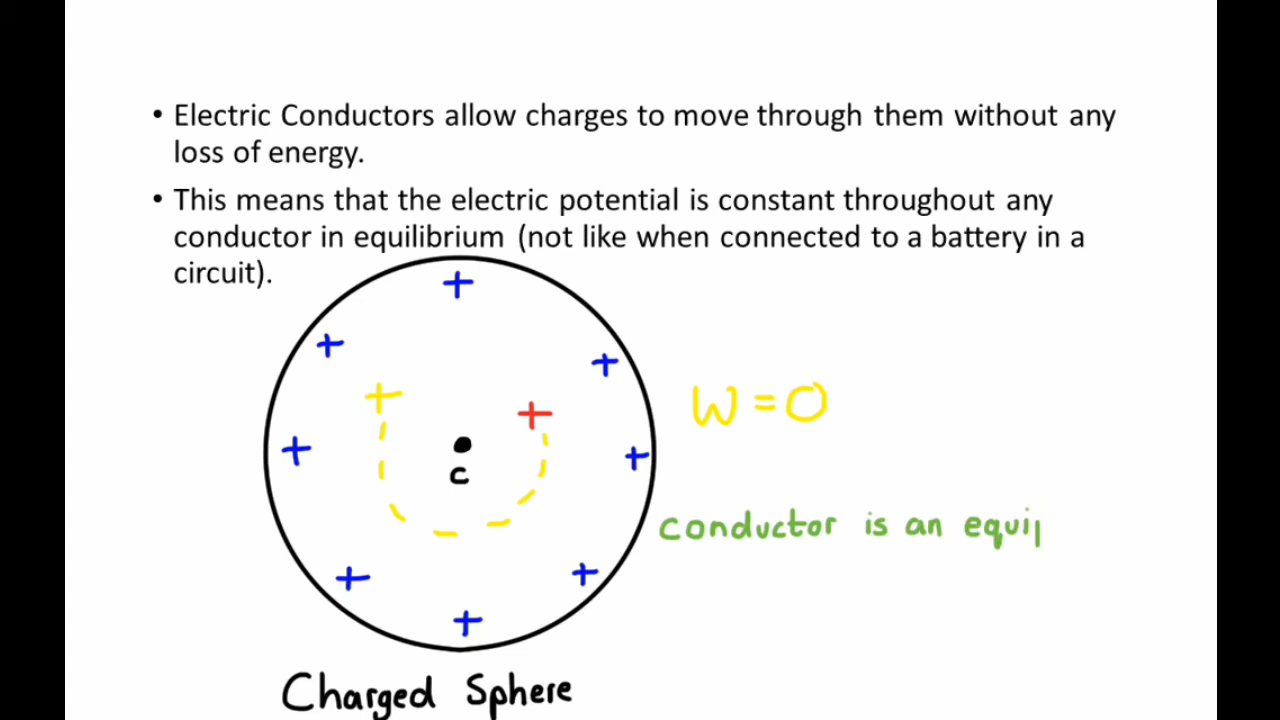 • Electric Conductors allow charges to move through them without any
loss of energy.
• This means that the electric potential is constant throughout any
conductor in equilibrium (not like when connected to a battery in a
circuit).
+
+ +
+ +
W = 0
C
+ +
conductor is an equip
+ +
+
Charged Sphere